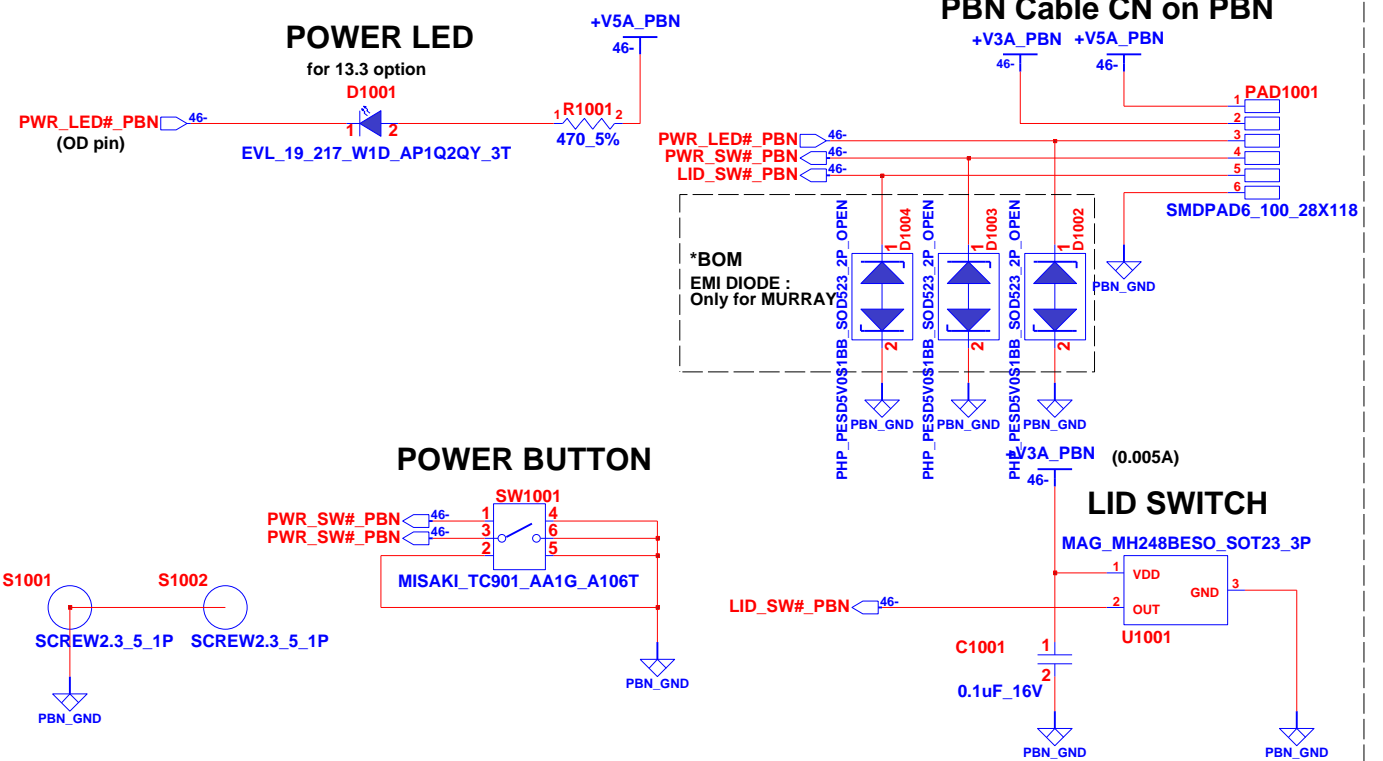 PBN Cable CN on PBN
POWER LED
for 13.3 option
+V5A_PBN
46-
D1001
R1001
1 2
1 2
PWR_LED#_PBN 46-
(OD pin)
EVL_19_217_W1D_AP1Q2QY_3T
470_5%
+V3A_PBN +V5A_PBN
46- 46-
PAD1001
1
2
3
4
5
6
PWR_LED#_PBN 46-
PWR_SW#_PBN 46-
LID_SW#_PBN 46-
SMDPAD6_100_28X118
PBN_GND
*BOM
EMI DIODE :
Only for MURRAY
PHP_PESD5V0S1BB_SOD523_2P_OPEN
D1004
1
2
PBN_GND
PHP_PESD5V0S1BB_SOD523_2P_OPEN
D1003
1
2
PBN_GND
PHP_PESD5V0S1BB_SOD523_2P_OPEN
D1002
1
2
PBN_GND
POWER BUTTON
SW1001
PWR_SW#_PBN 46- 1 4
PWR_SW#_PBN 46- 3 6
2 5
MISAKI_TC901_AA1G_A106T
PBN_GND
S1001 S1002
SCREW2.3_5_1P SCREW2.3_5_1P
PBN_GND
+V3A_PBN (0.005A)
46-
LID SWITCH
MAG_MH248BESO_SOT23_3P
1 VDD
GND 3
LID_SW#_PBN 46- 2 OUT
U1001
C1001
1
2
0.1uF_16V
PBN_GND PBN_GND